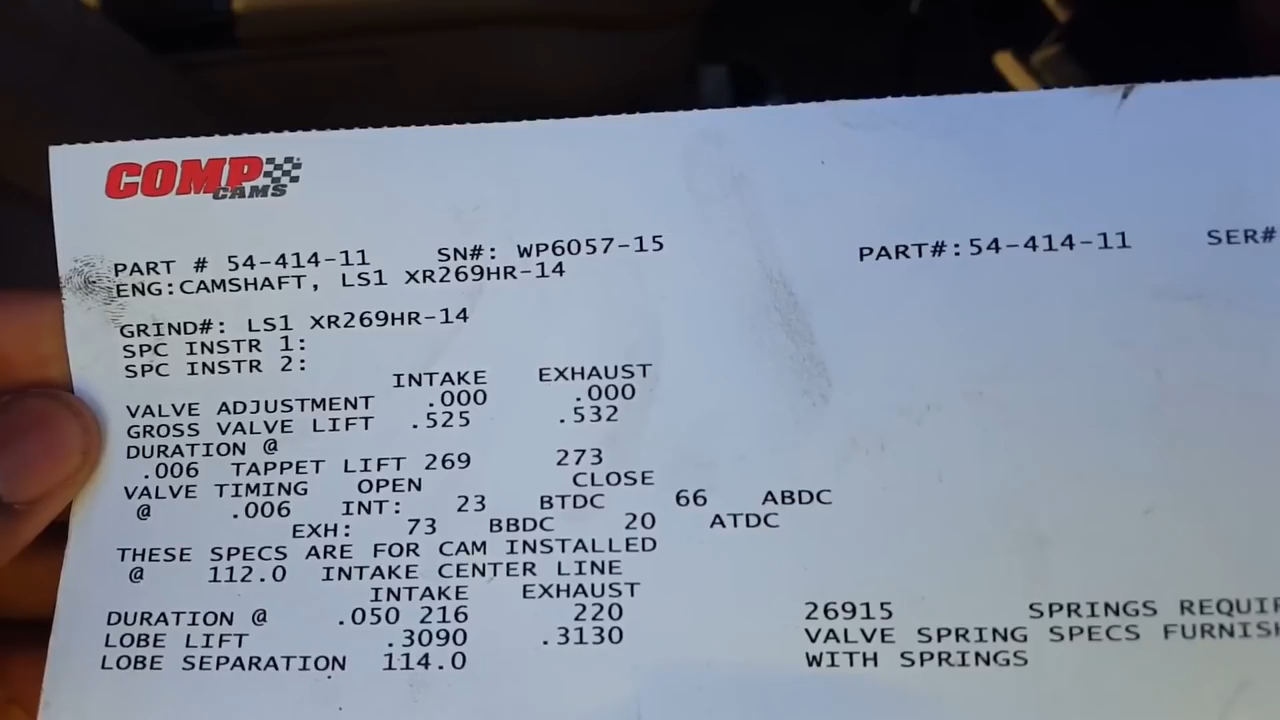 COMP CAMS
PART # 54-414-11 SN#: WP6057-15 PART#:54-414-11 SER#
ENG:CAMSHAFT, LS1 XR269HR-14
GRIND#: LS1 XR269HR-14
SPC INSTR 1:
SPC INSTR 2:
INTAKE EXHAUST
VALVE ADJUSTMENT .000 .000
GROSS VALVE LIFT .525 .532
DURATION @
.006 TAPPET LIFT 269 273
VALVE TIMING OPEN CLOSE
@ .006 INT: 23 BTDC 66 ABDC
EXH: 73 BBDC 20 ATDC
THESE SPECS ARE FOR CAM INSTALLED
@ 112.0 INTAKE CENTER LINE
INTAKE EXHAUST
DURATION @ .050 216 220 26915 SPRINGS
LOBE LIFT .3090 .3130 VALVE SPRING SPECS
LOBE SEPARATION 114.0 WITH SPRINGS